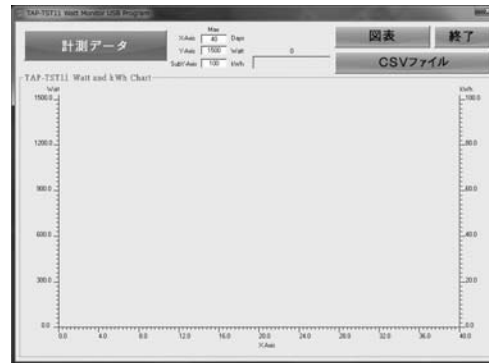 TAP-TST11 Watt Monitor USB Program
計測データ
Max
X-Axis 40 Days
Y-Axis 1500 Watt 0
SubY-Axis 100 kWh
図表
終了
CSVファイル
TAP-TST11 Watt and kWh Chart
Watt
kWh
1500.0
100.0
1200.0
80.0
900.0
60.0
600.0
40.0
300.0
20.0
0.0
0.0
0.0 4.0 8.0 12.0 16.0 20.0 24.0 28.0 32.0 36.0 40.0
X-Axis